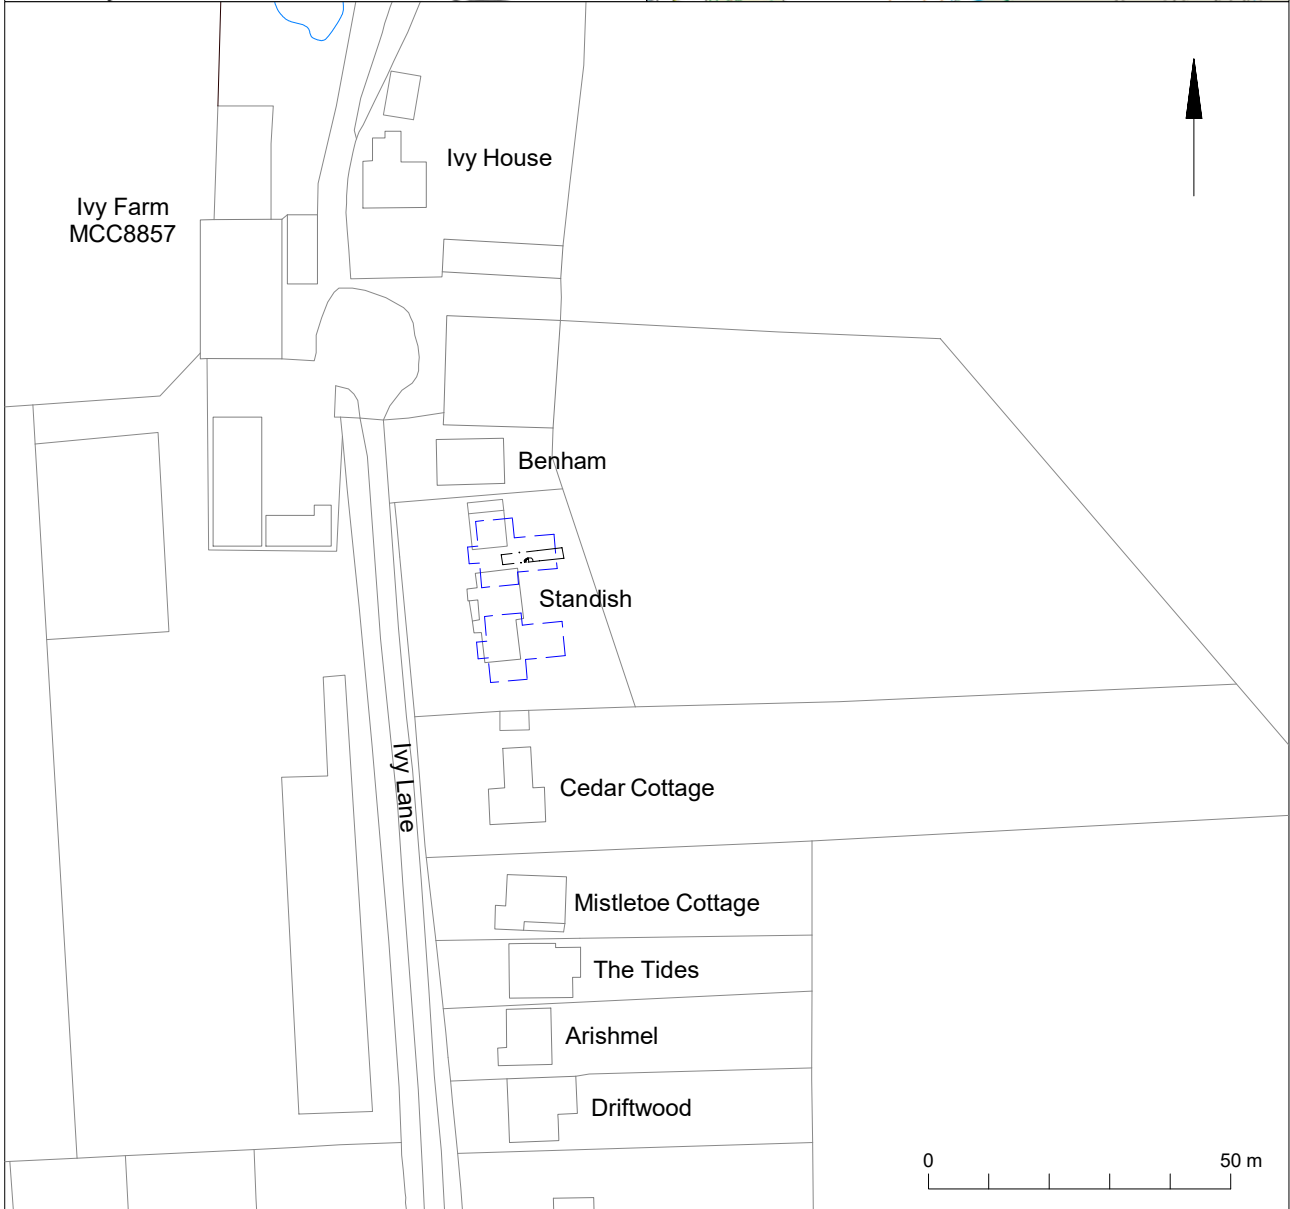 Ivy House
Ivy Farm
MCC8857
Benham
Standish
Ivy Lane
Cedar Cottage
Mistletoe Cottage
The Tides
Arishmel
Driftwood
0 50 m